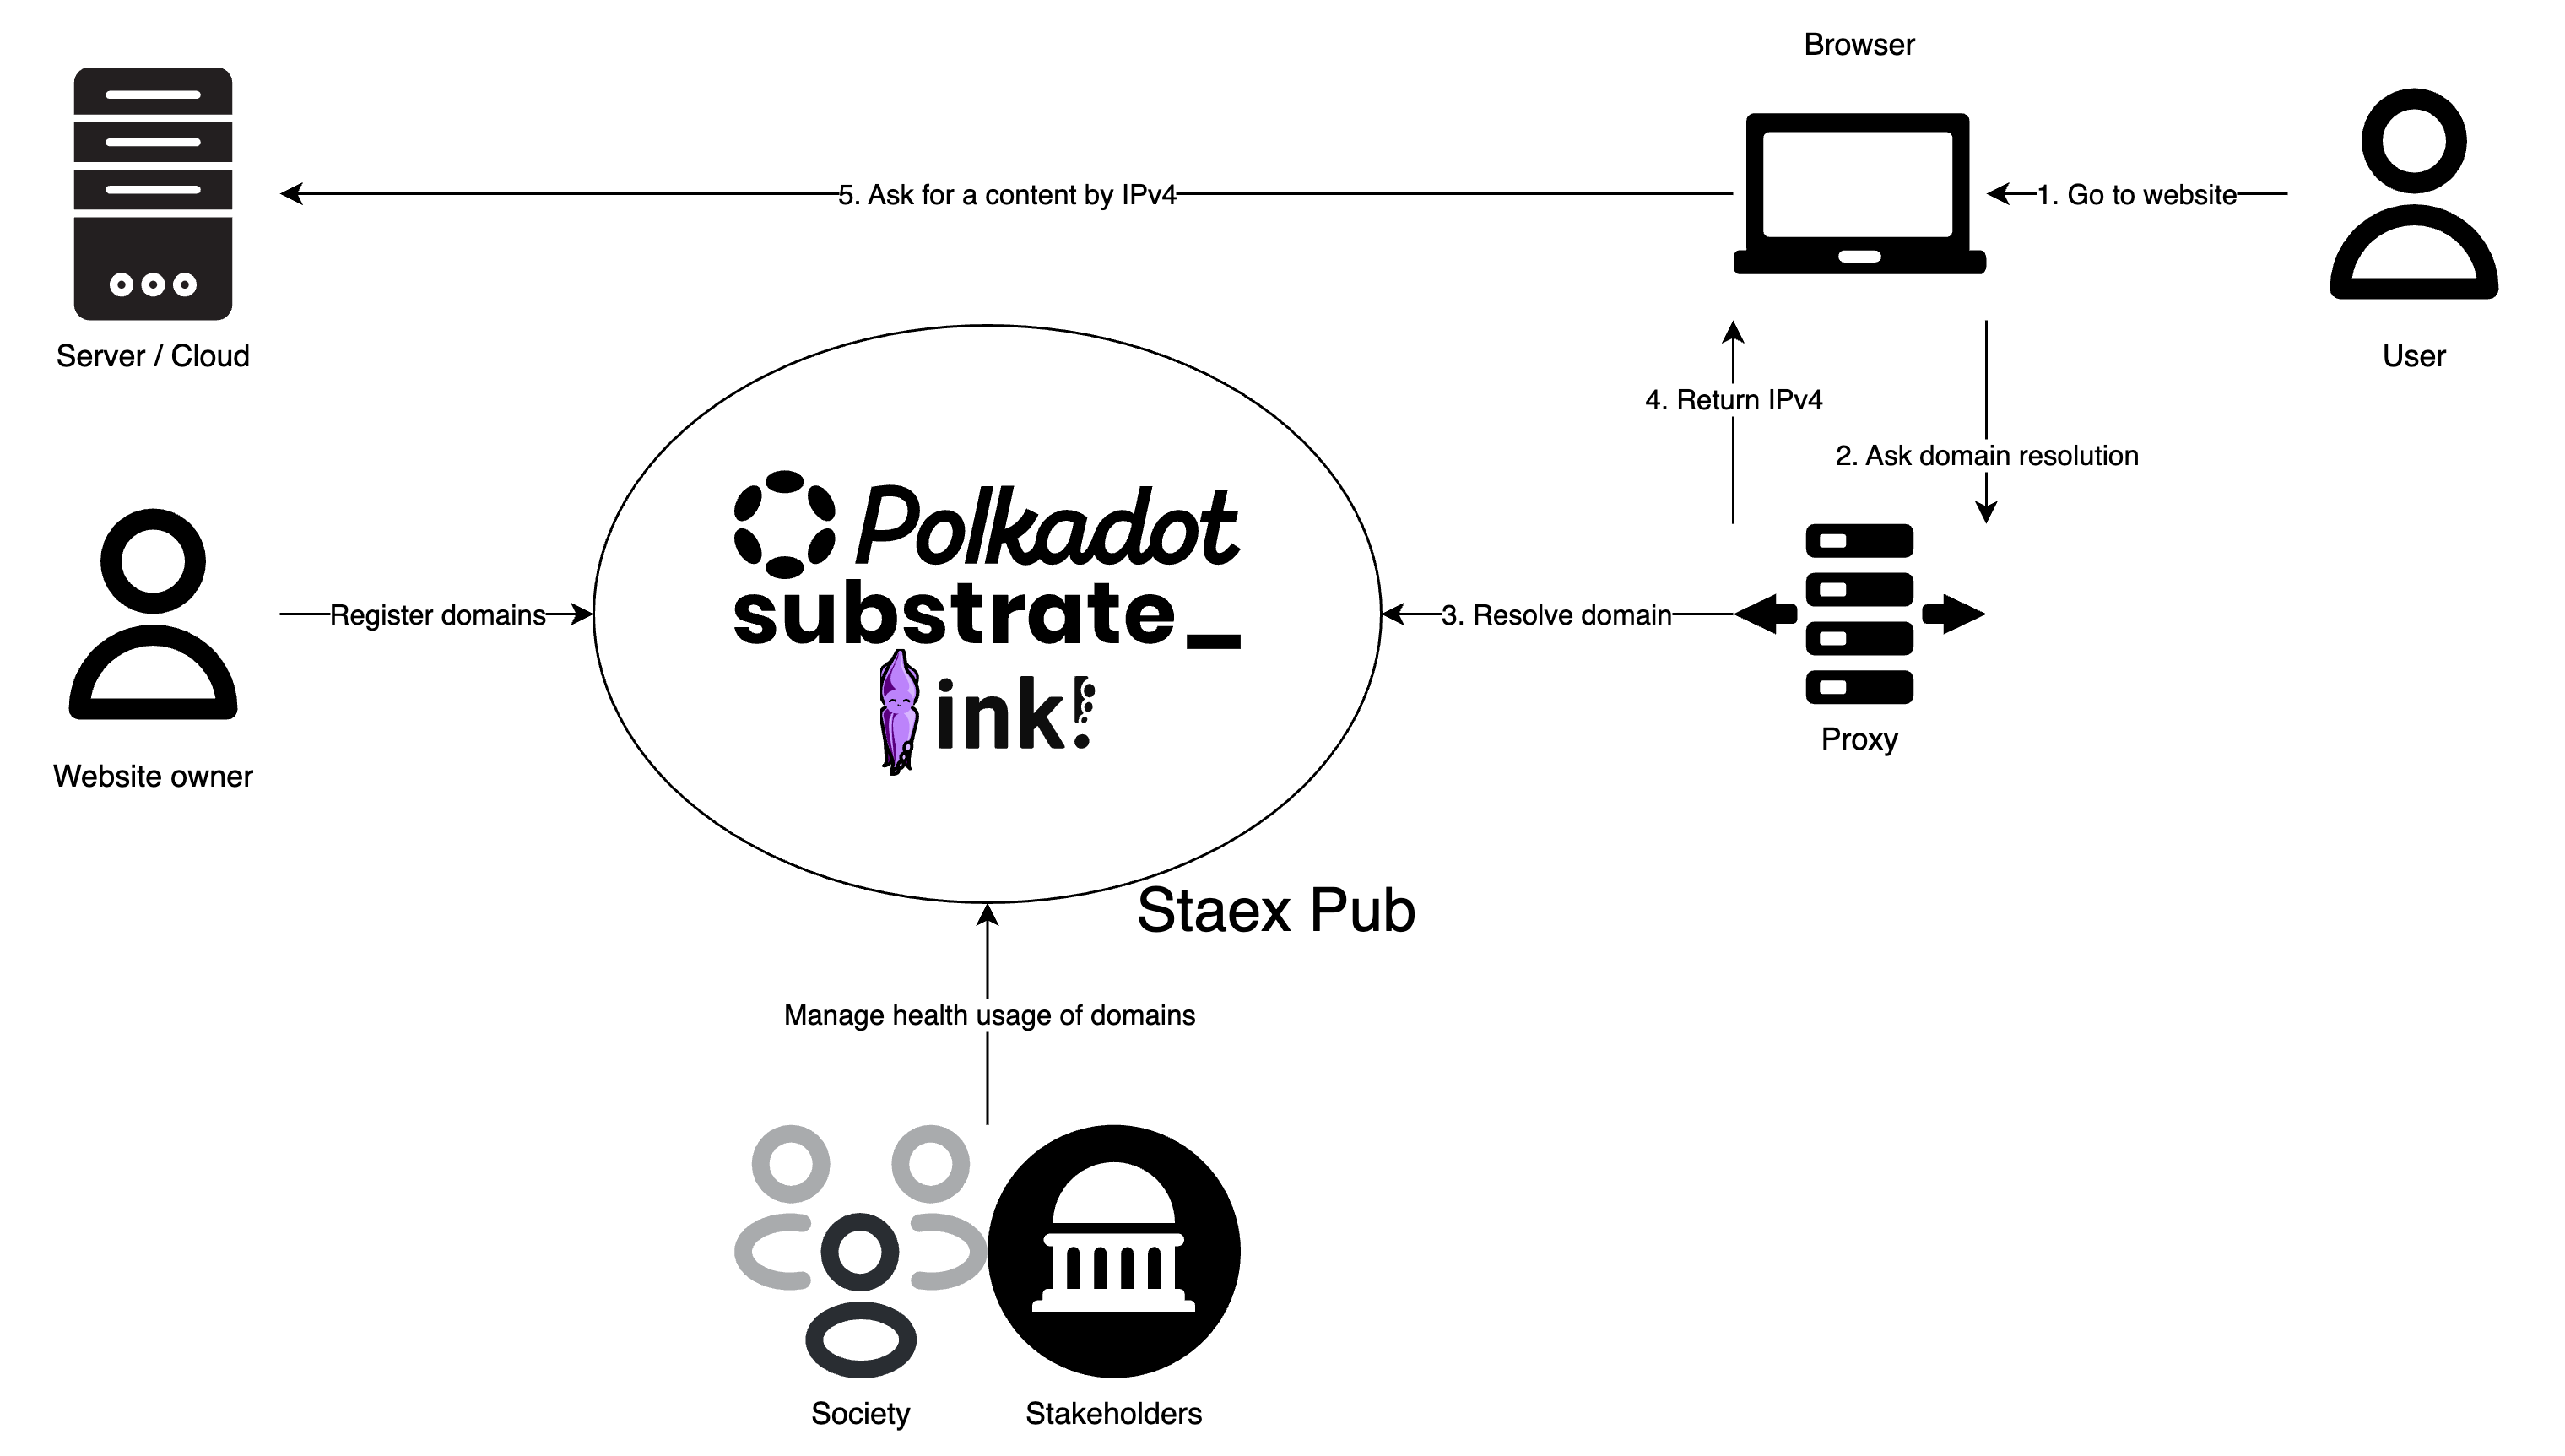 Browser
5. Ask for a content by IPv4
1. Go to website
Server / Cloud
User
4. Return IPv4
2. Ask domain resolution
Polkadot
substrate_
ink!
Register domains
3. Resolve domain
Proxy
Website owner
Staex Pub
Manage health usage of domains
Society
Stakeholders